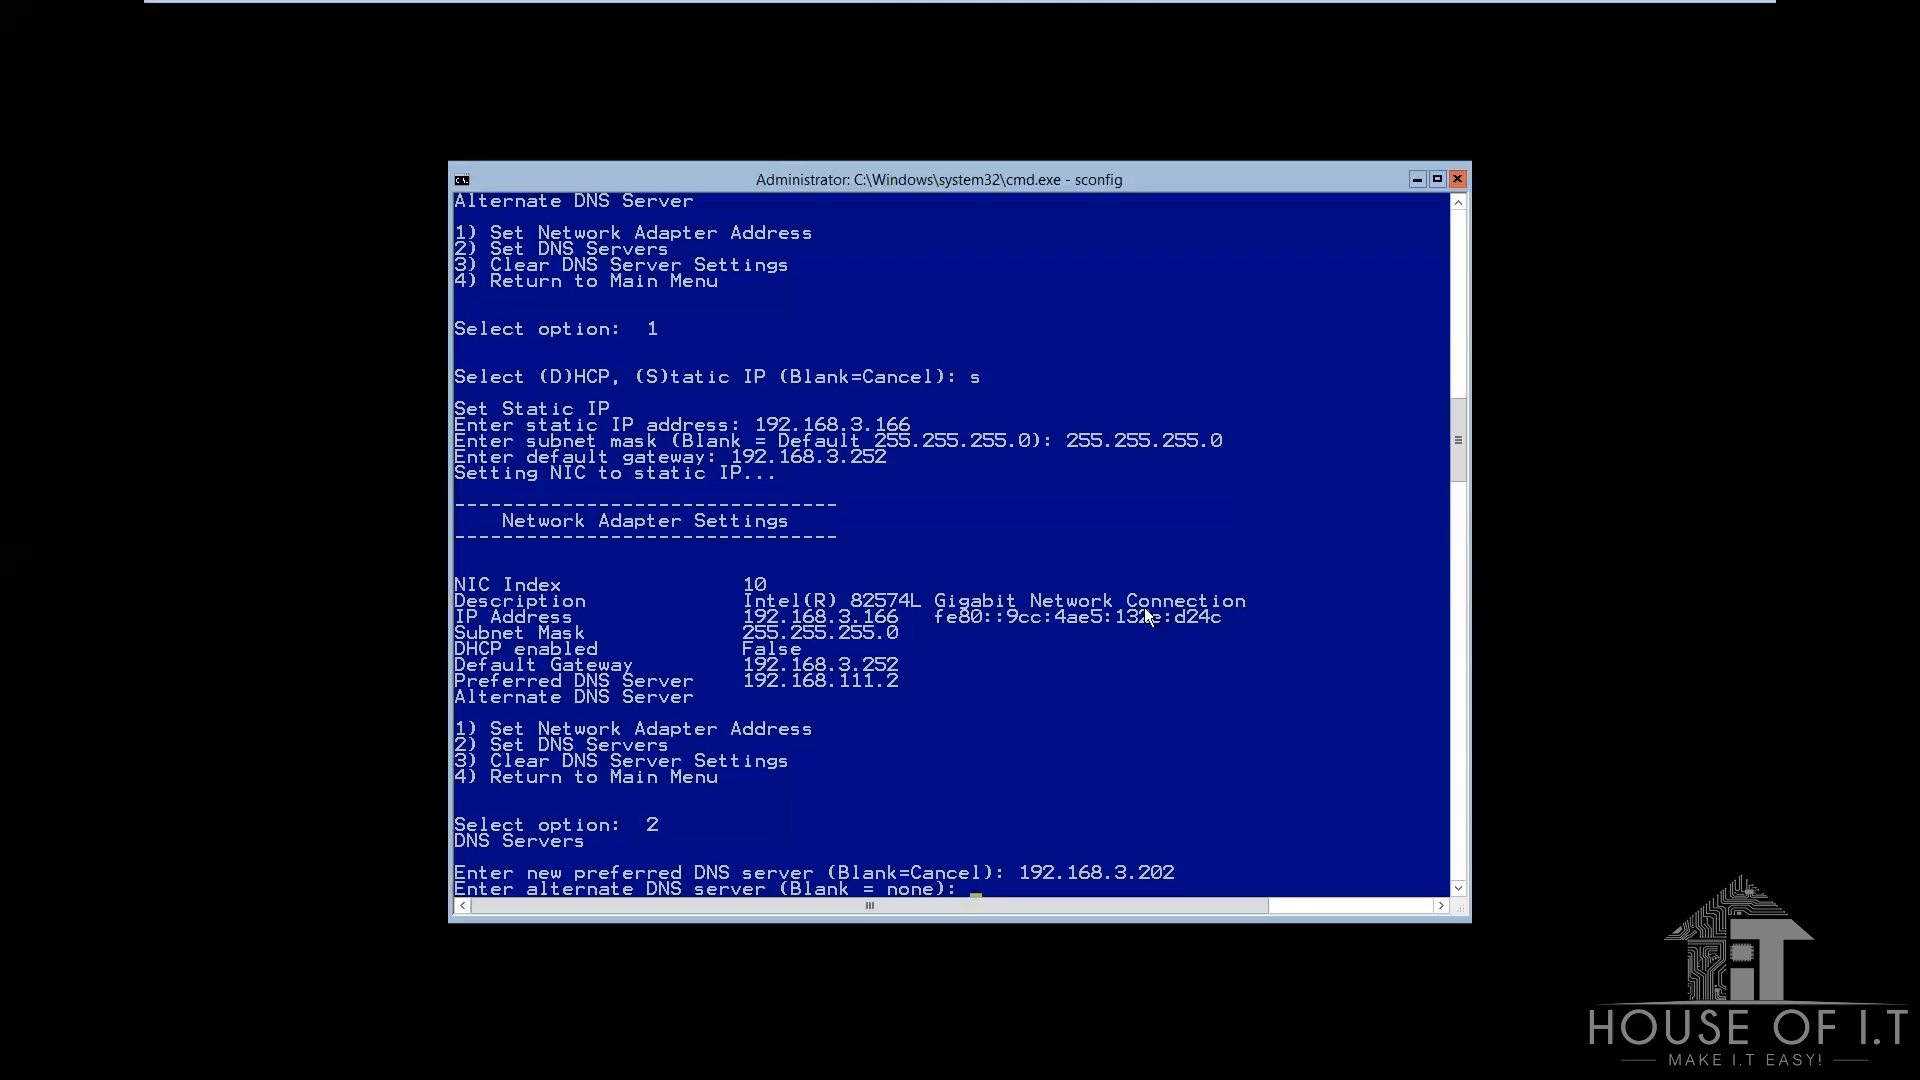 Administrator: C:\Windows\system32\cmd.exe - sconfig
Alternate DNS Server
1) Set Network Adapter Address
2) Set DNS Servers
3) Clear DNS Server Settings
4) Return to Main Menu
Select option:  1
Select (D)HCP, (S)tatic IP (Blank=Cancel): s
Set Static IP
Enter static IP address: 192.168.3.166
Enter subnet mask (Blank = Default 255.255.255.0): 255.255.255.0
Enter default gateway: 192.168.3.252
Setting NIC to static IP...
--------------------------------
Network Adapter Settings
--------------------------------
NIC Index 10
Description Intel(R) 82574L Gigabit Network Connection
IP Address 192.168.3.166 fe80::9cc:4ae5:132e:d24c
Subnet Mask 255.255.255.0
DHCP enabled False
Default Gateway 192.168.3.252
Preferred DNS Server 192.168.111.2
Alternate DNS Server
1) Set Network Adapter Address
2) Set DNS Servers
3) Clear DNS Server Settings
4) Return to Main Menu
Select option:  2
DNS Servers
Enter new preferred DNS server (Blank=Cancel): 192.168.3.202
Enter alternate DNS server (Blank = none):
iT
HOUSE OF I.T
MAKE I.T EASY!